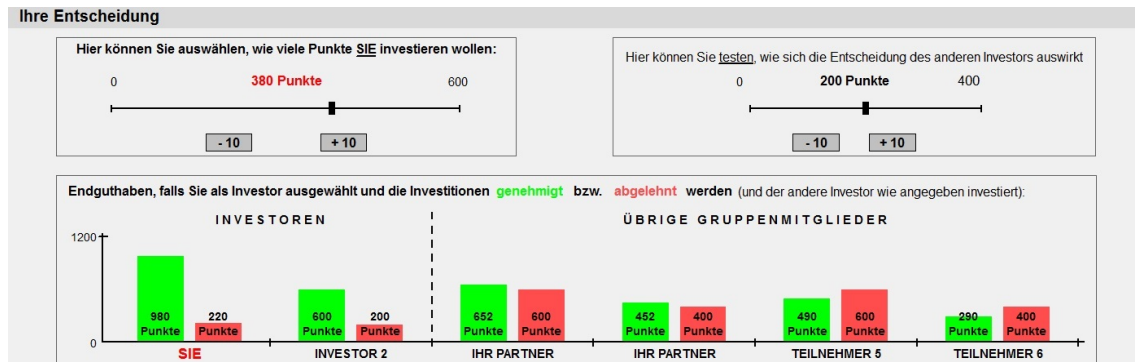 Ihre Entscheidung
Hier können Sie auswählen, wie viele Punkte SIE investieren wollen:
0 380 Punkte 600
- 10 + 10
Hier können Sie testen, wie sich die Entscheidung des anderen Investors auswirkt
0 200 Punkte 400
- 10 + 10
Endguthaben, falls Sie als Investor ausgewählt und die Investitionen genehmigt bzw. abgelehnt werden (und der andere Investor wie angegeben investiert):
INVESTOREN ÜBRIGE GRUPPENMITGLIEDER
1200
980 220 600 200 652 600 452 400 490 600 290 400
Punkte Punkte Punkte Punkte Punkte Punkte Punkte Punkte Punkte Punkte Punkte Punkte
0
SIE INVESTOR 2 IHR PARTNER IHR PARTNER TEILNEHMER 5 TEILNEHMER 6